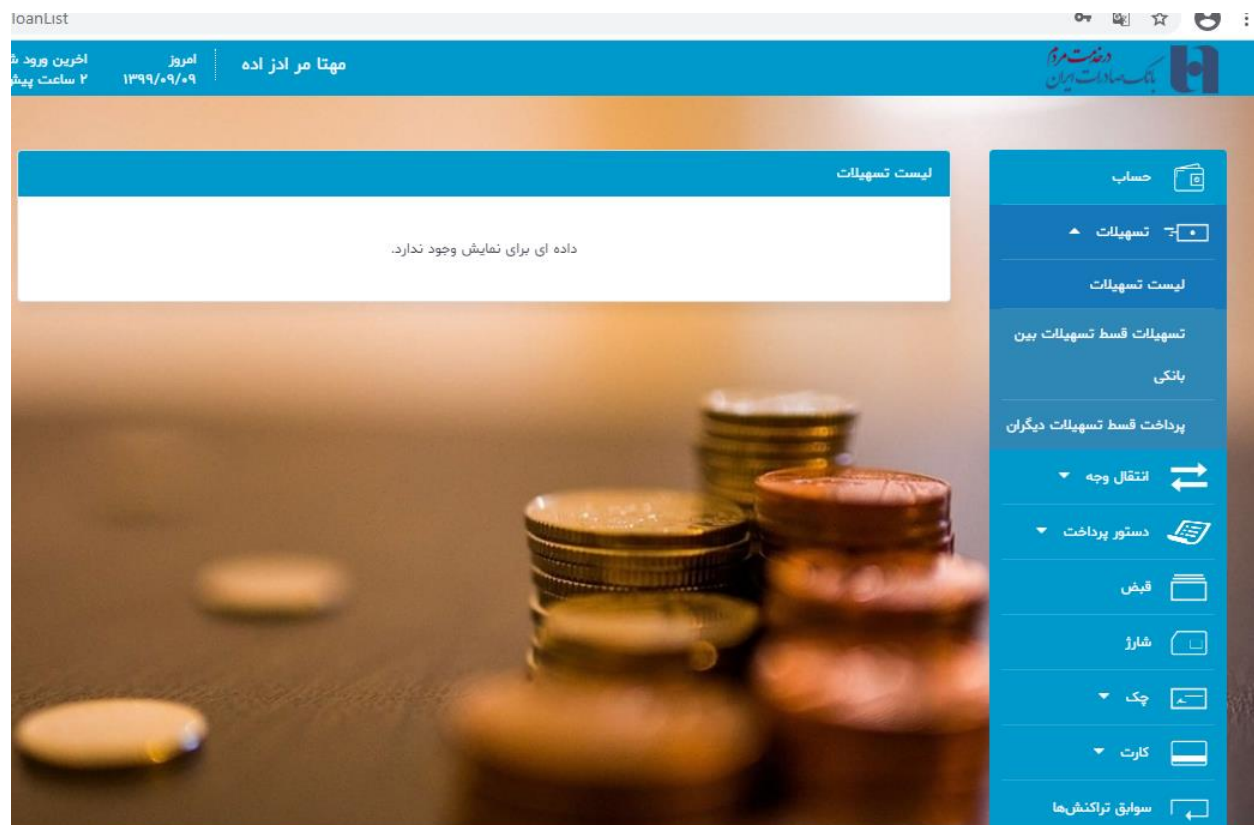 loanList
در خدمت مردم
بانک صادرات ایران
مهتا مر ادز اده
امروز
۱۳۹۹/۰۹/۰۹
اخرین ورود
۲ ساعت
حساب
تسهیلات
لیست تسهیلات
تسهیلات قسط تسهیلات بین
بانکی
پرداخت قسط تسهیلات دیگران
انتقال وجه
دستور پرداخت
قبض
شارژ
چک
کارت
سوابق تراکنش‌ها
لیست تسهیلات
داده ای برای نمایش وجود ندارد.